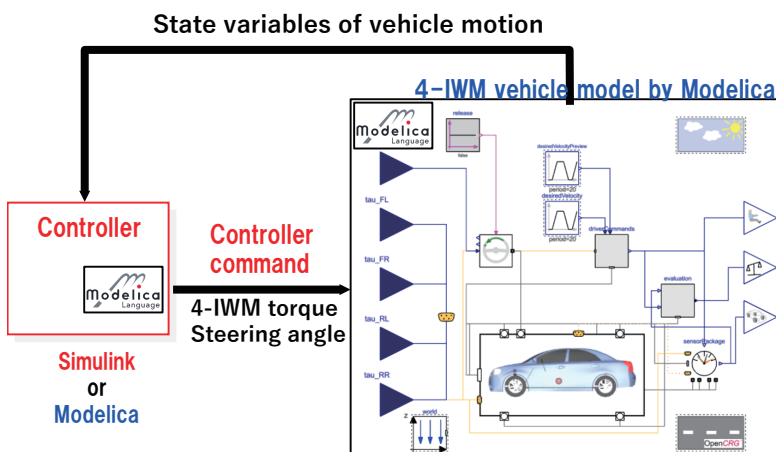 State variables of vehicle motion
4-IWM vehicle model by Modelica
Modelica
Language
release
false
desiredVelocityPreview
period=20
desiredVelocity
period=20
tau_FL
driverCommands
Controller
Controller
command
tau_FR
evaluation
Modelica
Language
4-IWM torque
Steering angle
tau_RL
sensorPackage
Simulink
or
Modelica
tau_RR
z
world
OpenCRG